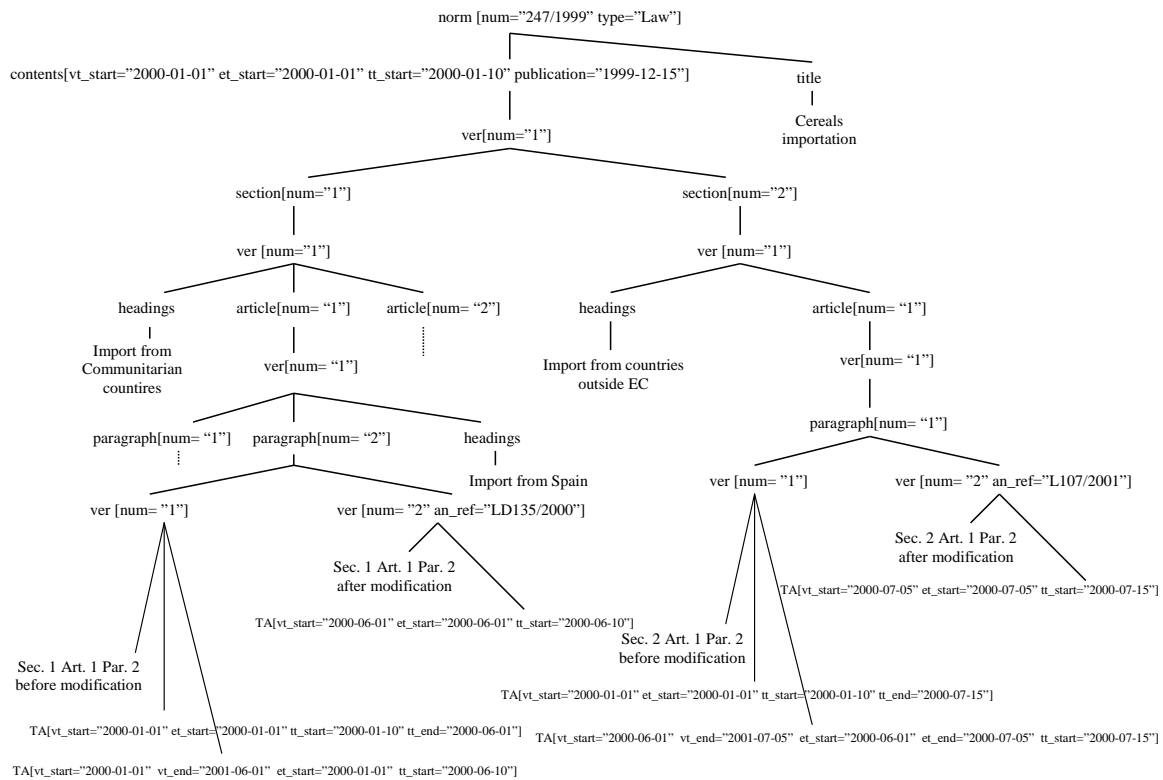 norm [num=”247/1999” type=”Law”]
contents[vt_start=”2000-01-01” et_start=”2000-01-01” tt_start=”2000-01-10” publication=”1999-12-15”]
title
Cereals
importation
ver[num=”1”]
section[num=”1”]
section[num=”2”]
ver [num=”1”]
ver [num=”1”]
headings
article[num= “1”]
article[num= “2”]
headings
article[num= “1”]
Import from
Communitarian
countires
ver[num= “1”]
Import from countries
outside EC
ver[num= “1”]
paragraph[num= “1”]
paragraph[num= “2”]
headings
paragraph[num= “1”]
Import from Spain
ver [num= ”1”]
ver [num= ”2” an_ref=”LD135/2000”]
ver [num= ”1”]
ver [num= ”2” an_ref=”L107/2001”]
Sec. 1 Art. 1 Par. 2
after modification
Sec. 2 Art. 1 Par. 2
after modification
TA[vt_start=”2000-07-05” et_start=”2000-07-05” tt_start=”2000-07-15”]
TA[vt_start=”2000-06-01” et_start=”2000-06-01” tt_start=”2000-06-10”]
Sec. 2 Art. 1 Par. 2
before modification
Sec. 1 Art. 1 Par. 2
before modification
TA[vt_start=”2000-01-01” et_start=”2000-01-01” tt_start=”2000-01-10” tt_end=”2000-07-15”]
TA[vt_start=”2000-01-01” et_start=”2000-01-01” tt_start=”2000-01-10” tt_end=”2000-06-01”]
TA[vt_start=”2000-06-01” vt_end=”2001-07-05” et_start=”2000-06-01” et_end=”2000-07-05” tt_start=”2000-07-15”]
TA[vt_start=”2000-01-01” vt_end=”2001-06-01” et_start=”2000-01-01” tt_start=”2000-06-10”]